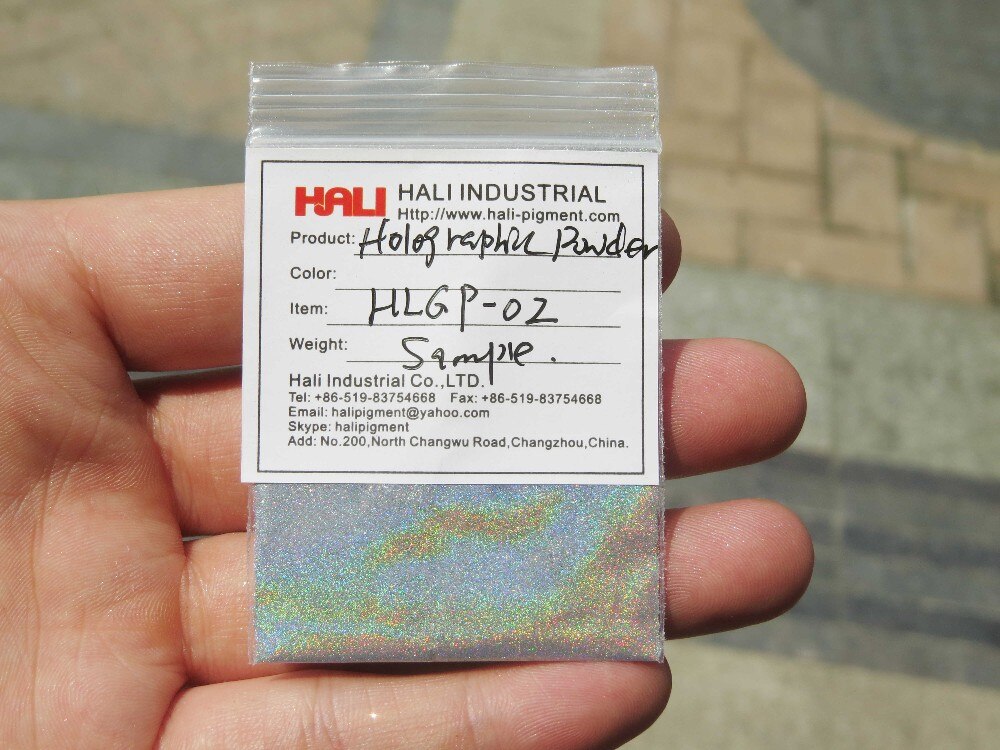 HALI HALI INDUSTRIAL
Http://www.hali-pigment.com
Product: Holographic Powder
Color:
Item: HLGP-02
Weight: Sample.
Hali Industrial Co.,LTD.
Tel: +86-519-83754668 Fax: +86-519-83754668
Email: halipigment@yahoo.com
Skype: halipigment
Add: No.200,North Changwu Road,Changzhou,China.